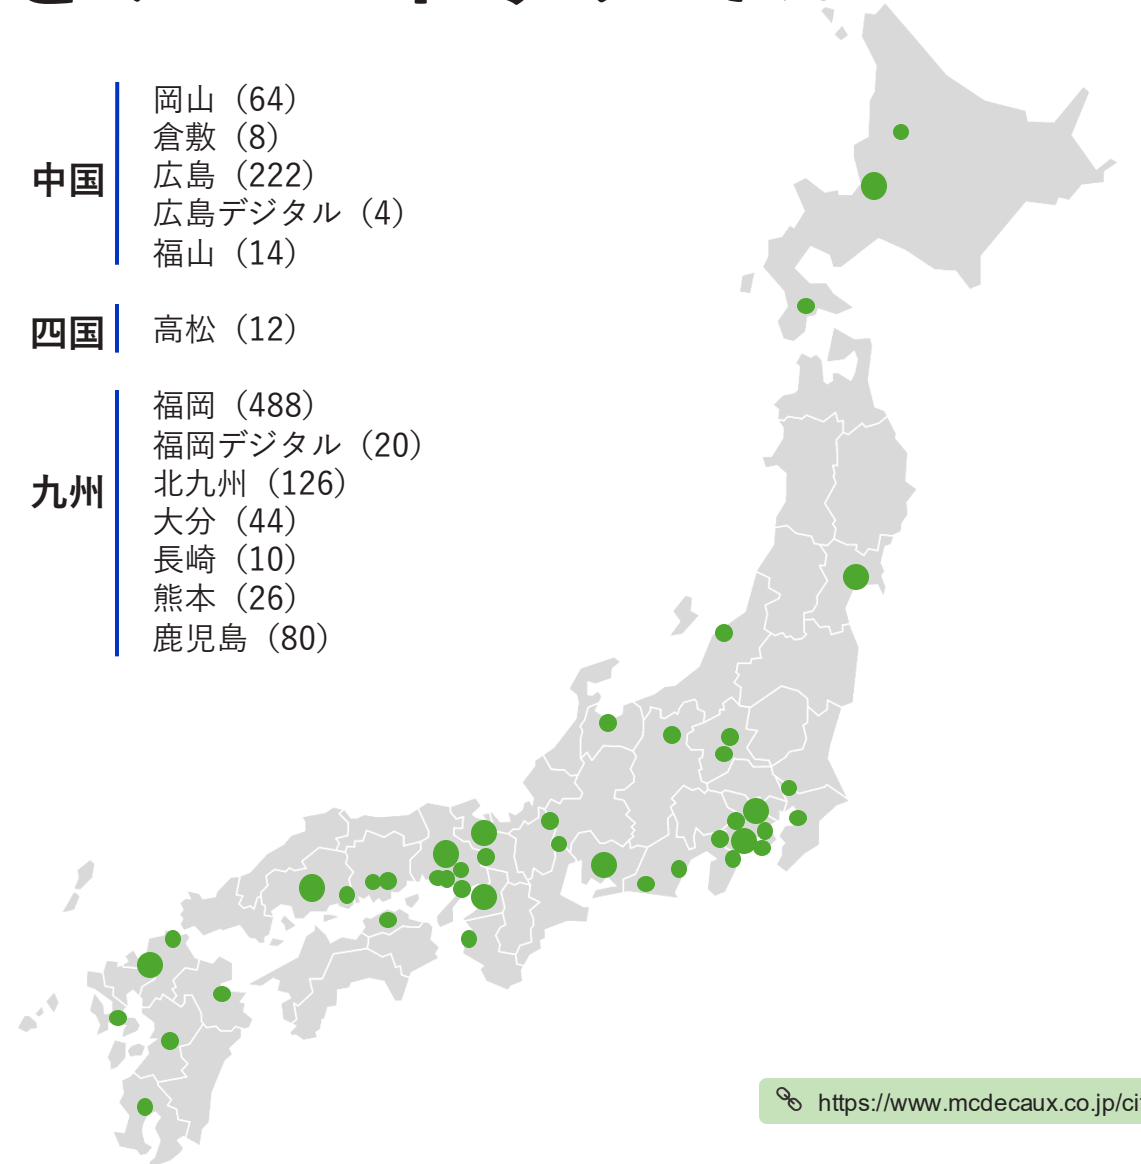 中国
岡山（64）
倉敷（8）
広島（222）
広島デジタル（4）
福山（14）
四国
高松（12）
九州
福岡（488）
福岡デジタル（20）
北九州（126）
大分（44）
長崎（10）
熊本（26）
鹿児島（80）
https://www.mcdecaux.co.jp/ci